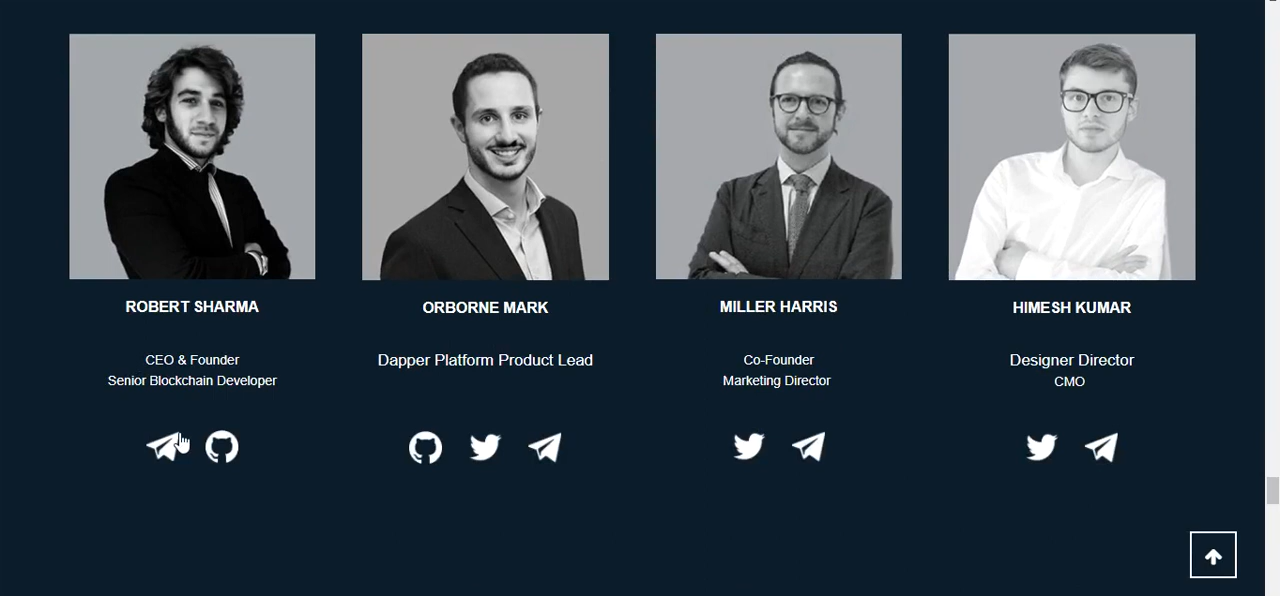 ROBERT SHARMA
CEO & Founder
Senior Blockchain Developer
ORBORNE MARK
Dapper Platform Product Lead
MILLER HARRIS
Co-Founder
Marketing Director
HIMESH KUMAR
Designer Director
CMO